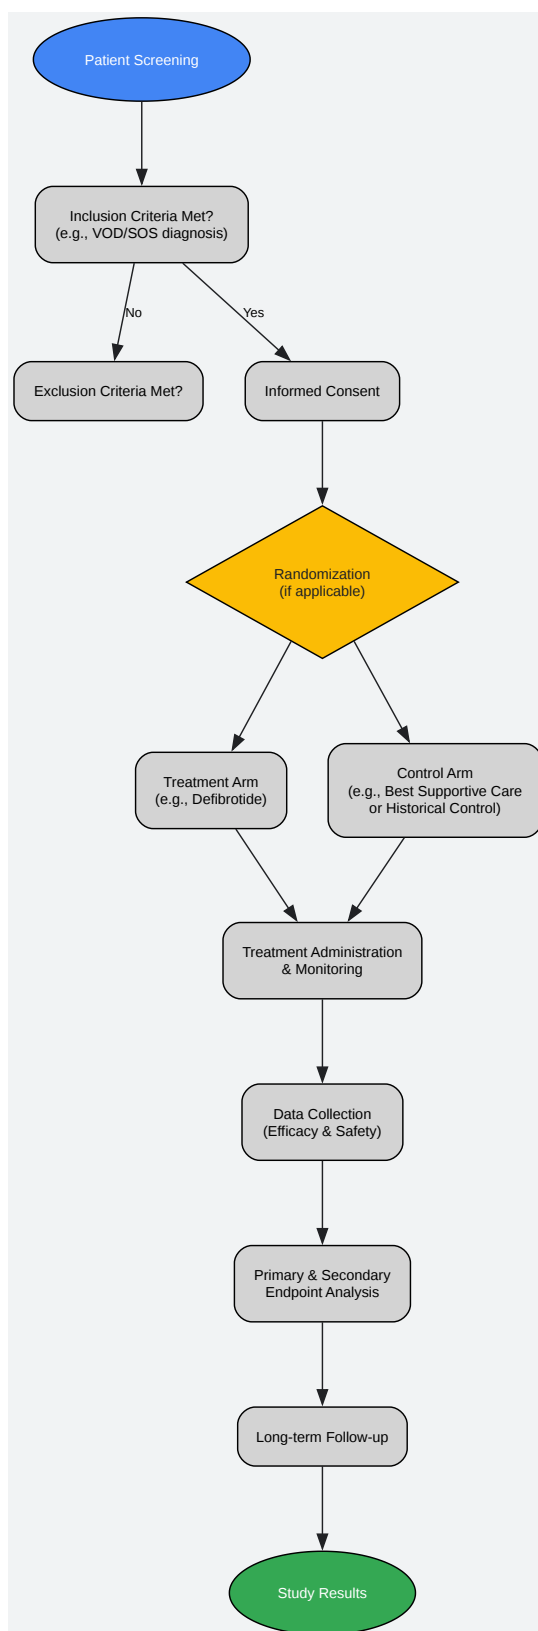 Patient Screening
Inclusion Criteria Met?
(e.g., VOD/SOS diagnosis)
No
Yes
Exclusion Criteria Met?
Informed Consent
Randomization
(if applicable)
Treatment Arm
(e.g., Defibrotide)
Control Arm
(e.g., Best Supportive Care
or Historical Control)
Treatment Administration
& Monitoring
Data Collection
(Efficacy & Safety)
Primary & Secondary
Endpoint Analysis
Long-term Follow-up
Study Results